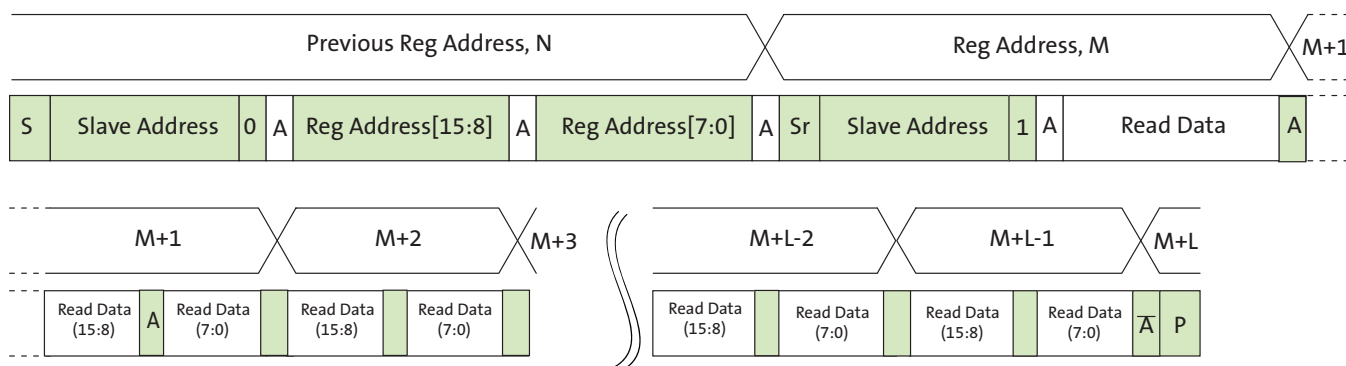 Previous Reg Address, N Reg Address, M M+1
S Slave Address 0 A Reg Address[15:8] A Reg Address[7:0] A Sr Slave Address 1 A Read Data A
M+1 M+2 M+3 M+L-2 M+L-1 M+L
Read Data (15:8) A Read Data (7:0) Read Data (15:8) Read Data (7:0) Read Data (15:8) Read Data (7:0) Read Data (15:8) Read Data (7:0) A̅ P